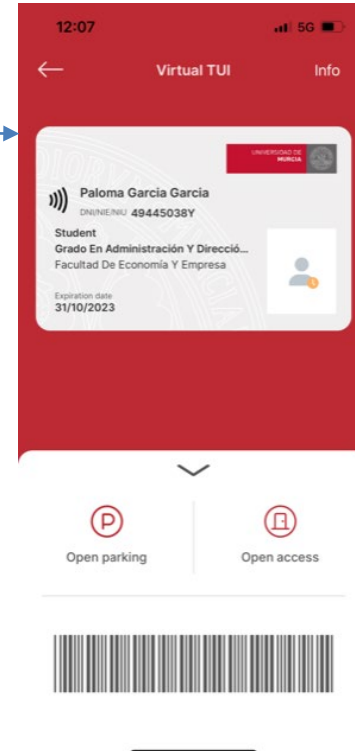 12:07 5G
Virtual TUI Info
UNIVERSIDAD DE
MURCIA
Paloma Garcia Garcia
DNI/NIE/NIU 49445038Y
Student
Grado En Administración Y Direcció...
Facultad De Economía Y Empresa
Expiration date
31/10/2023
P
Open parking Open access